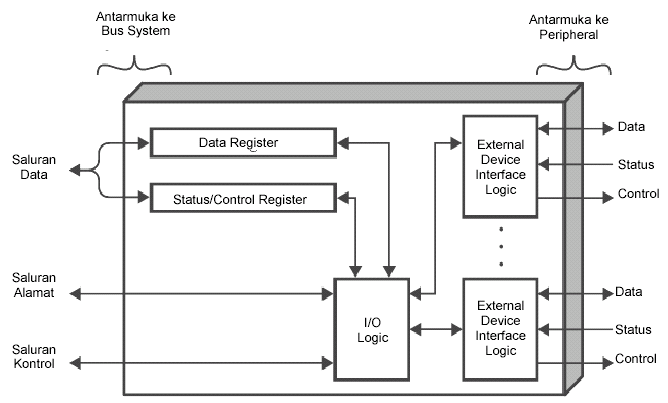 Antarmuka ke
Bus System
Antarmuka ke
Peripheral
Data Register
Status/Control Register
Saluran
Data
Saluran
Alamat
Saluran
Kontrol
I/O
Logic
External
Device
Interface
Logic
Data
Status
Control
External
Device
Interface
Logic
Data
Status
Control